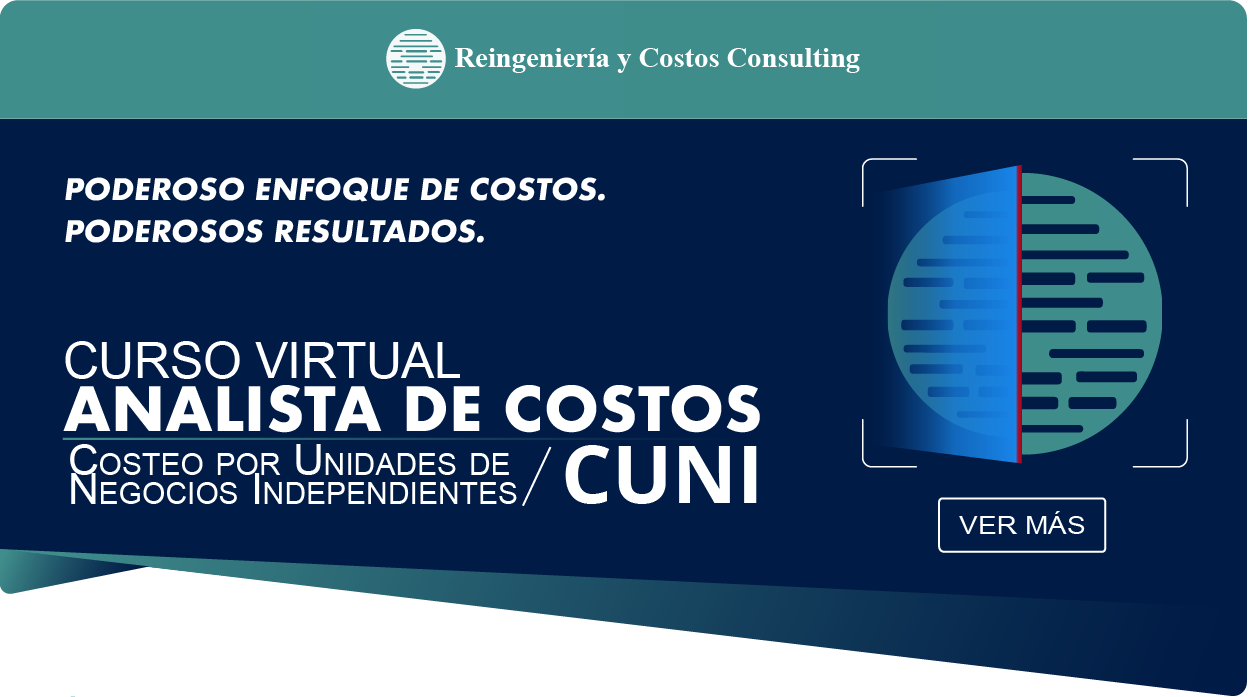 Reingeniería y Costos Consulting
PODEROSO ENFOQUE DE COSTOS.
PODEROSOS RESULTADOS.
CURSO VIRTUAL
ANALISTA DE COSTOS
COSTEO POR UNIDADES DE
NEGOCIOS INDEPENDIENTES / CUNI
VER MÁS